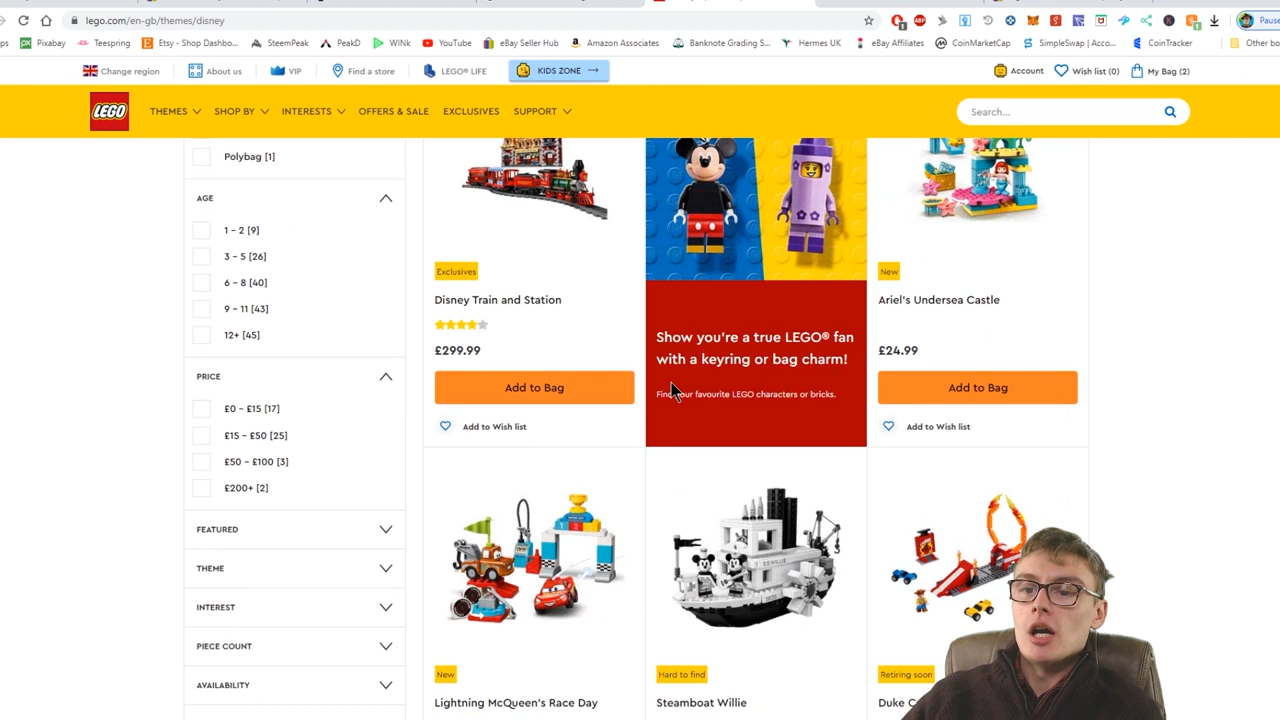 lego.com/en-gb/themes/disney
Pause
Pixabay
Teespring
Etsy - Shop Dashbo...
SteemPeak
PeakD
WINk
YouTube
eBay Seller Hub
Amazon Associates
Banknote Grading S...
Hermes UK
eBay Affiliates
CoinMarketCap
SimpleSwap | Acco...
CoinTracker
Other bo
Change region
About us
VIP
Find a store
LEGO® LIFE
KIDS ZONE
Account
Wish list (0)
My Bag (2)
LEGO
THEMES
SHOP BY
INTERESTS
OFFERS & SALE
EXCLUSIVES
SUPPORT
Search...
Polybag [1]
AGE
1 – 2 [9]
3 – 5 [26]
6 – 8 [40]
9 – 11 [43]
12+ [45]
PRICE
£0 – £15 [17]
£15 – £50 [25]
£50 – £100 [3]
£200+ [2]
FEATURED
THEME
INTEREST
PIECE COUNT
AVAILABILITY
Exclusives
Disney Train and Station
£299.99
Add to Bag
Add to Wish list
Show you're a true LEGO® fan
with a keyring or bag charm!
Find your favourite LEGO characters or bricks.
New
Ariel's Undersea Castle
£24.99
Add to Bag
Add to Wish list
New
Lightning McQueen's Race Day
Hard to find
Steamboat Willie
Retiring soon
Duke C